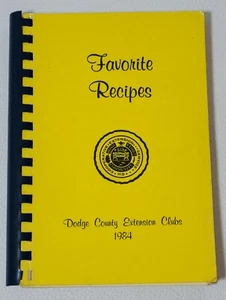 Favorite
Recipes
Dodge County Extension Clubs
1984